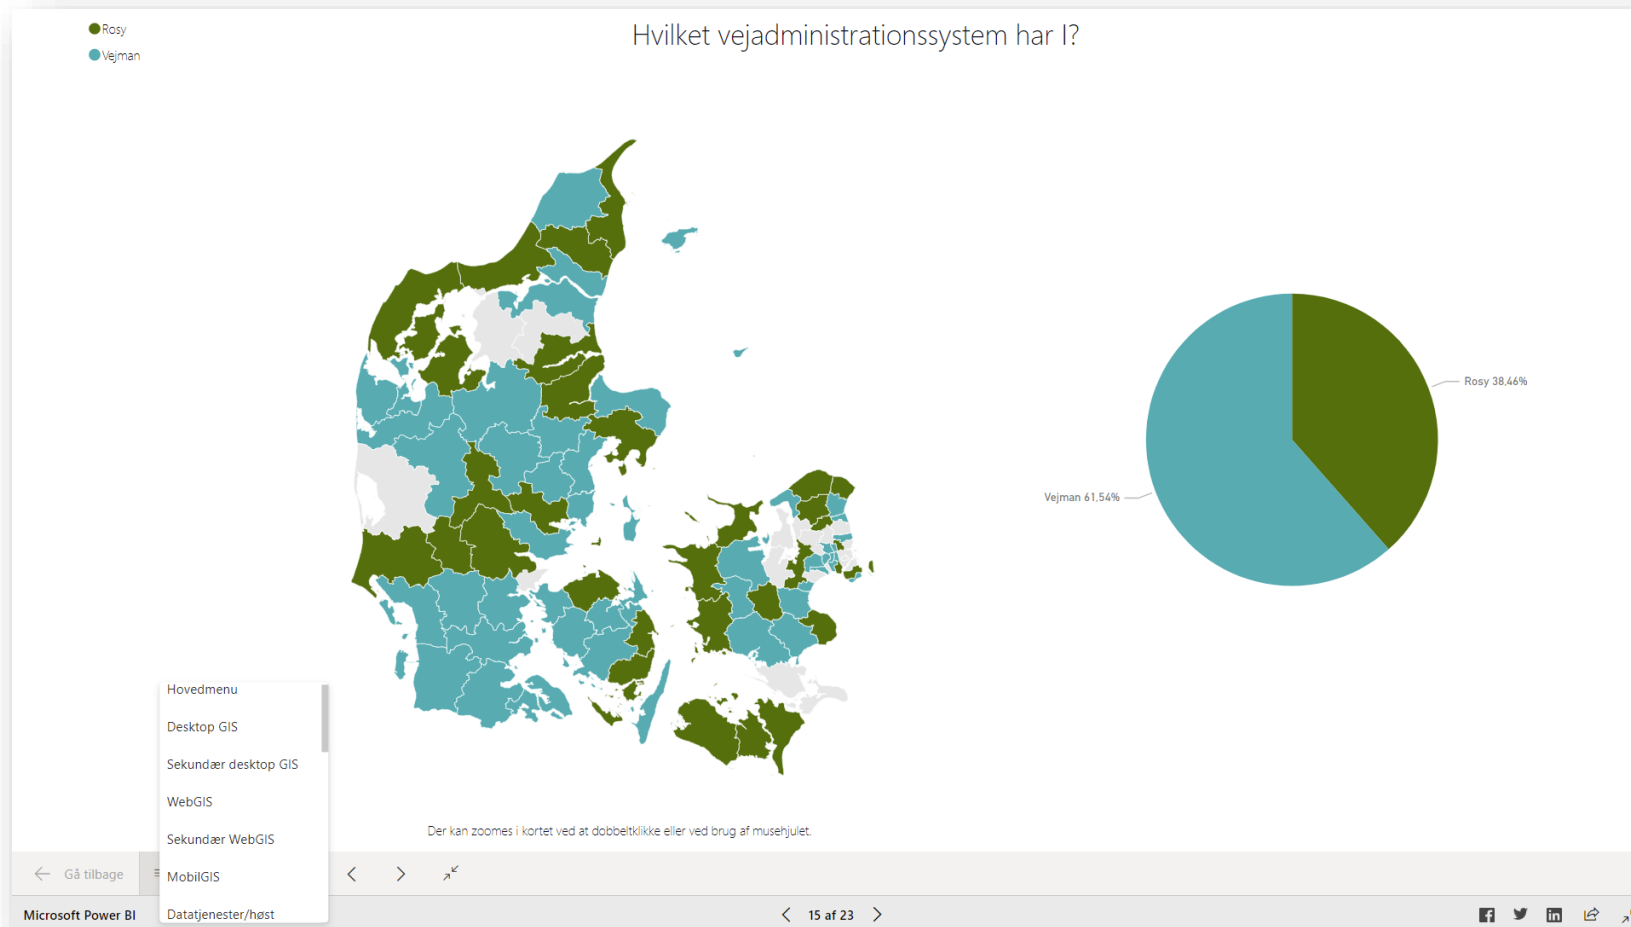 Rosy
Vejman
Hvilket vejadministrationssystem har I?
Rosy 38,46%
Vejman 61,54%
Hovedmenu
Desktop GIS
Sekundær desktop GIS
WebGIS
Sekundær WebGIS
MobilGIS
Datatjenester/høst
Der kan zoomes i kortet ved at dobbeltklikke eller ved brug af musehjulet.
Gå tilbage
Microsoft Power BI
15 af 23